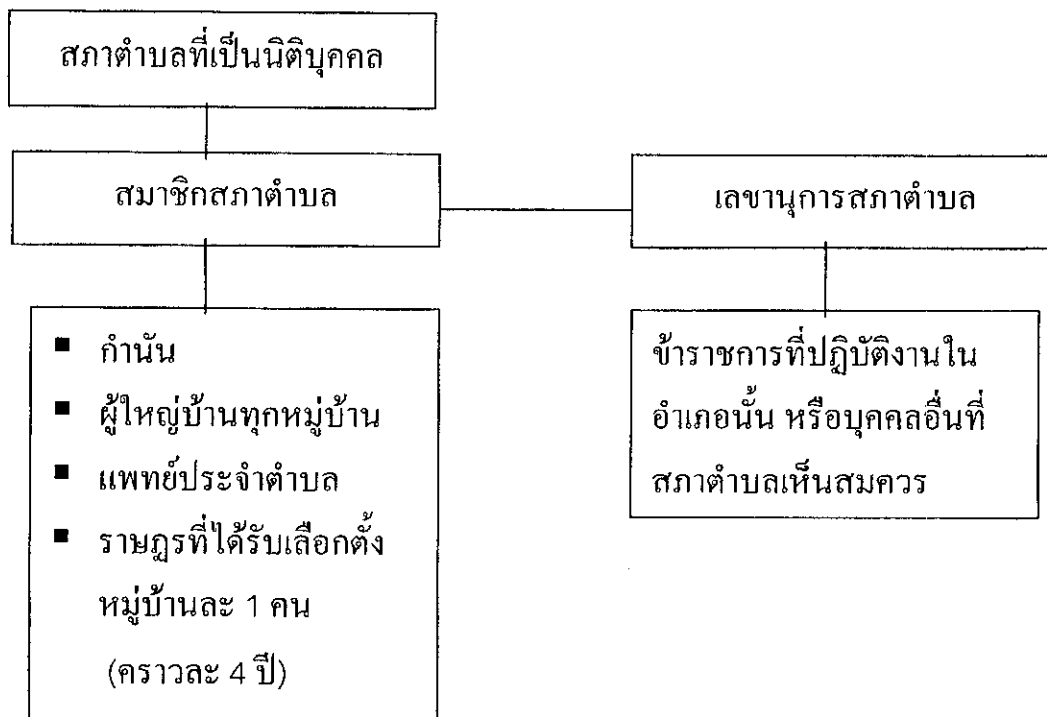 สภาตำบลที่เป็นนิติบุคคล
สมาชิกสภาตำบล
เลขานุการสภาตำบล
■ กำนัน
■ ผู้ใหญ่บ้านทุกหมู่บ้าน
■ แพทย์ประจำตำบล
■ ราษฎรที่ได้รับเลือกตั้ง
หมู่บ้านละ 1 คน
(คราวละ 4 ปี)
ข้าราชการที่ปฏิบัติงานใน
อำเภอนั้น หรือบุคคลอื่นที่
สภาตำบลเห็นสมควร